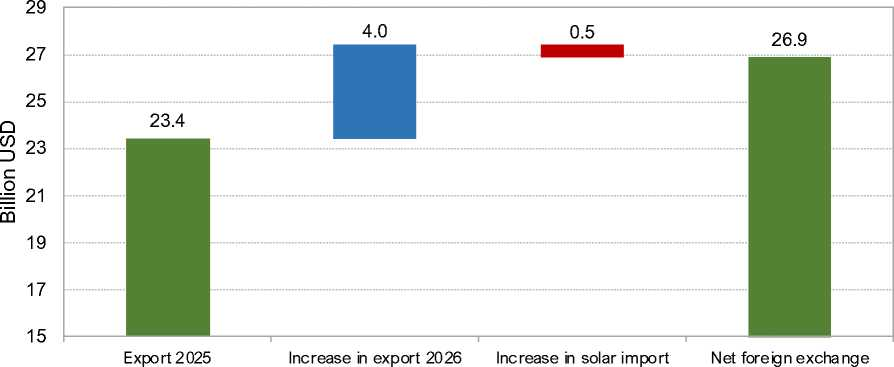 29
27
25
23
21
19
17
15
Billion USD
23.4
4.0
0.5
26.9
Export 2025
Increase in export 2026
Increase in solar import
Net foreign exchange